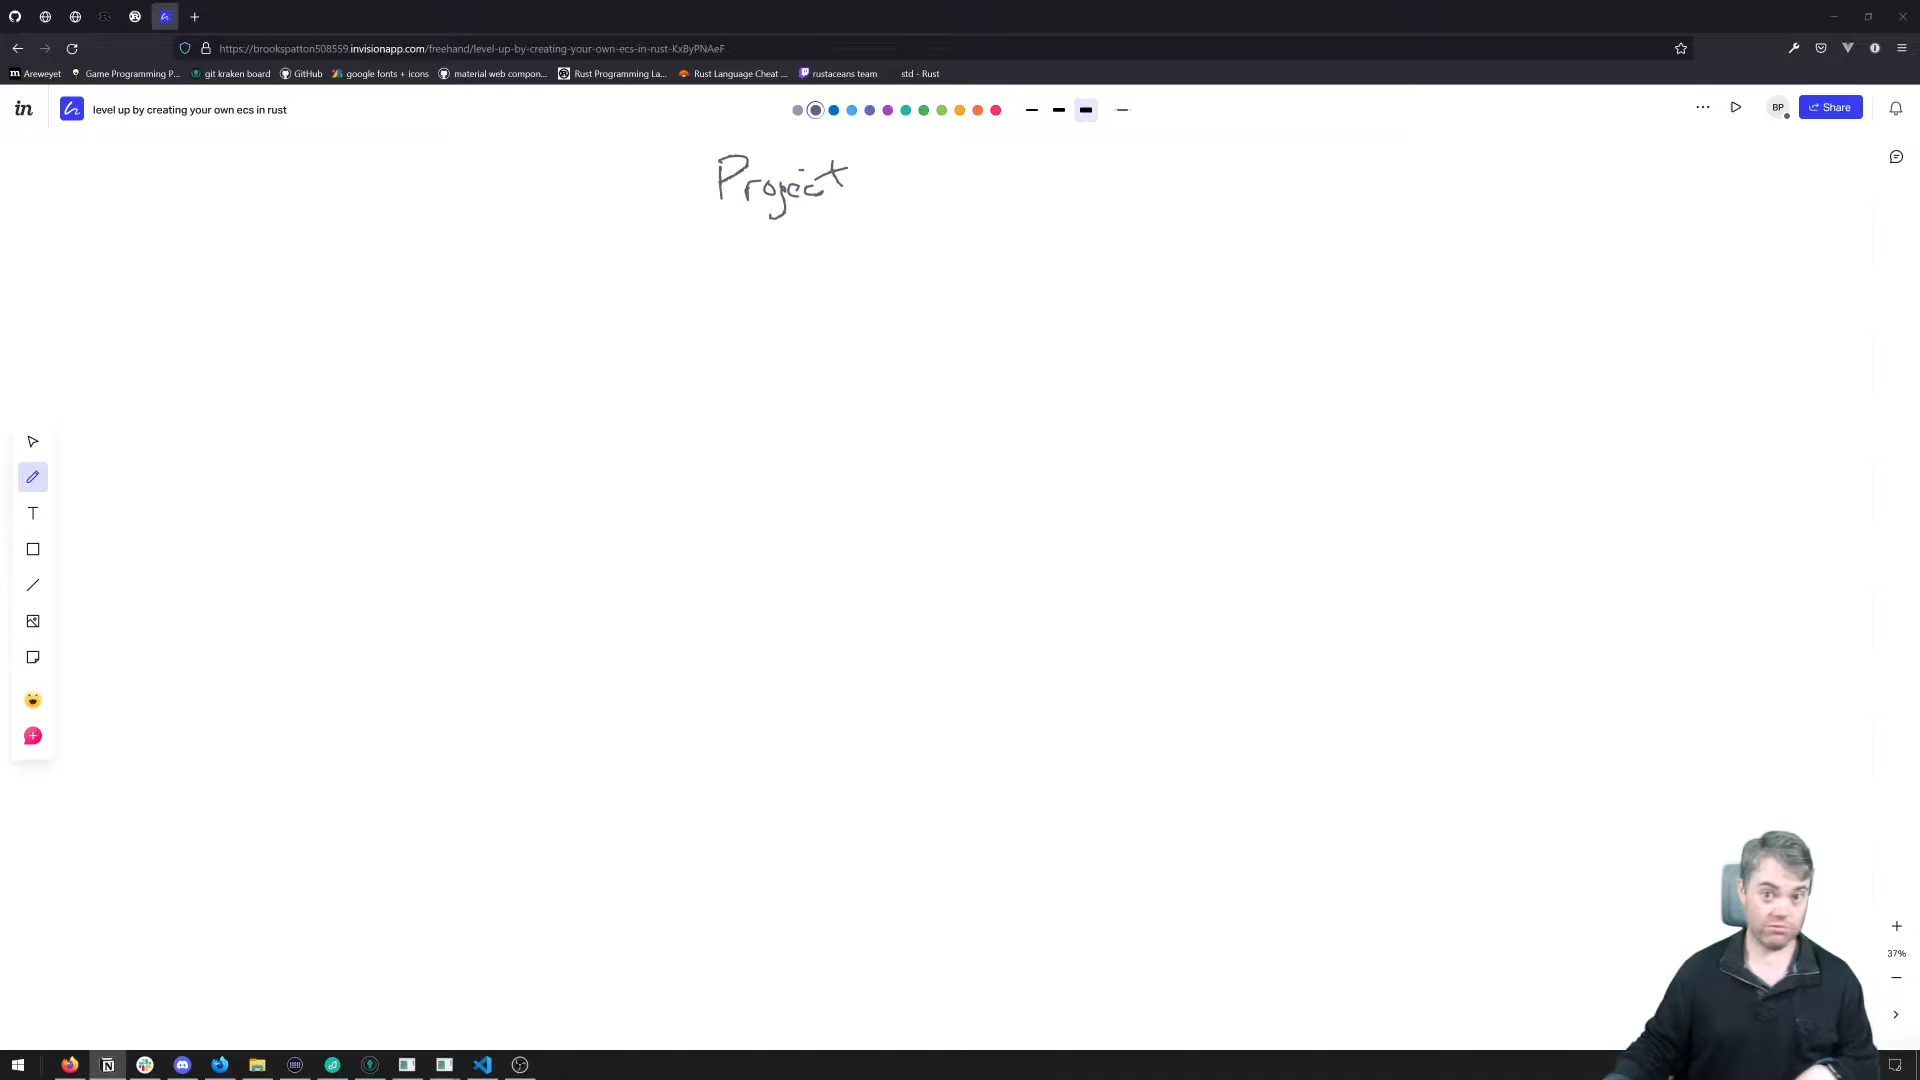 https://brookspatton508559.invisionapp.com/freehand/level-up-by-creating-your-own-ecs-in-rust-KxByPNAeF
Areweyet
Game Programming P...
git kraken board
GitHub
google fonts + icons
material web compon...
Rust Programming La...
Rust Language Cheat ...
rustaceans team
std - Rust
in
level up by creating your own ecs in rust
BP
Share
Project
T
37%